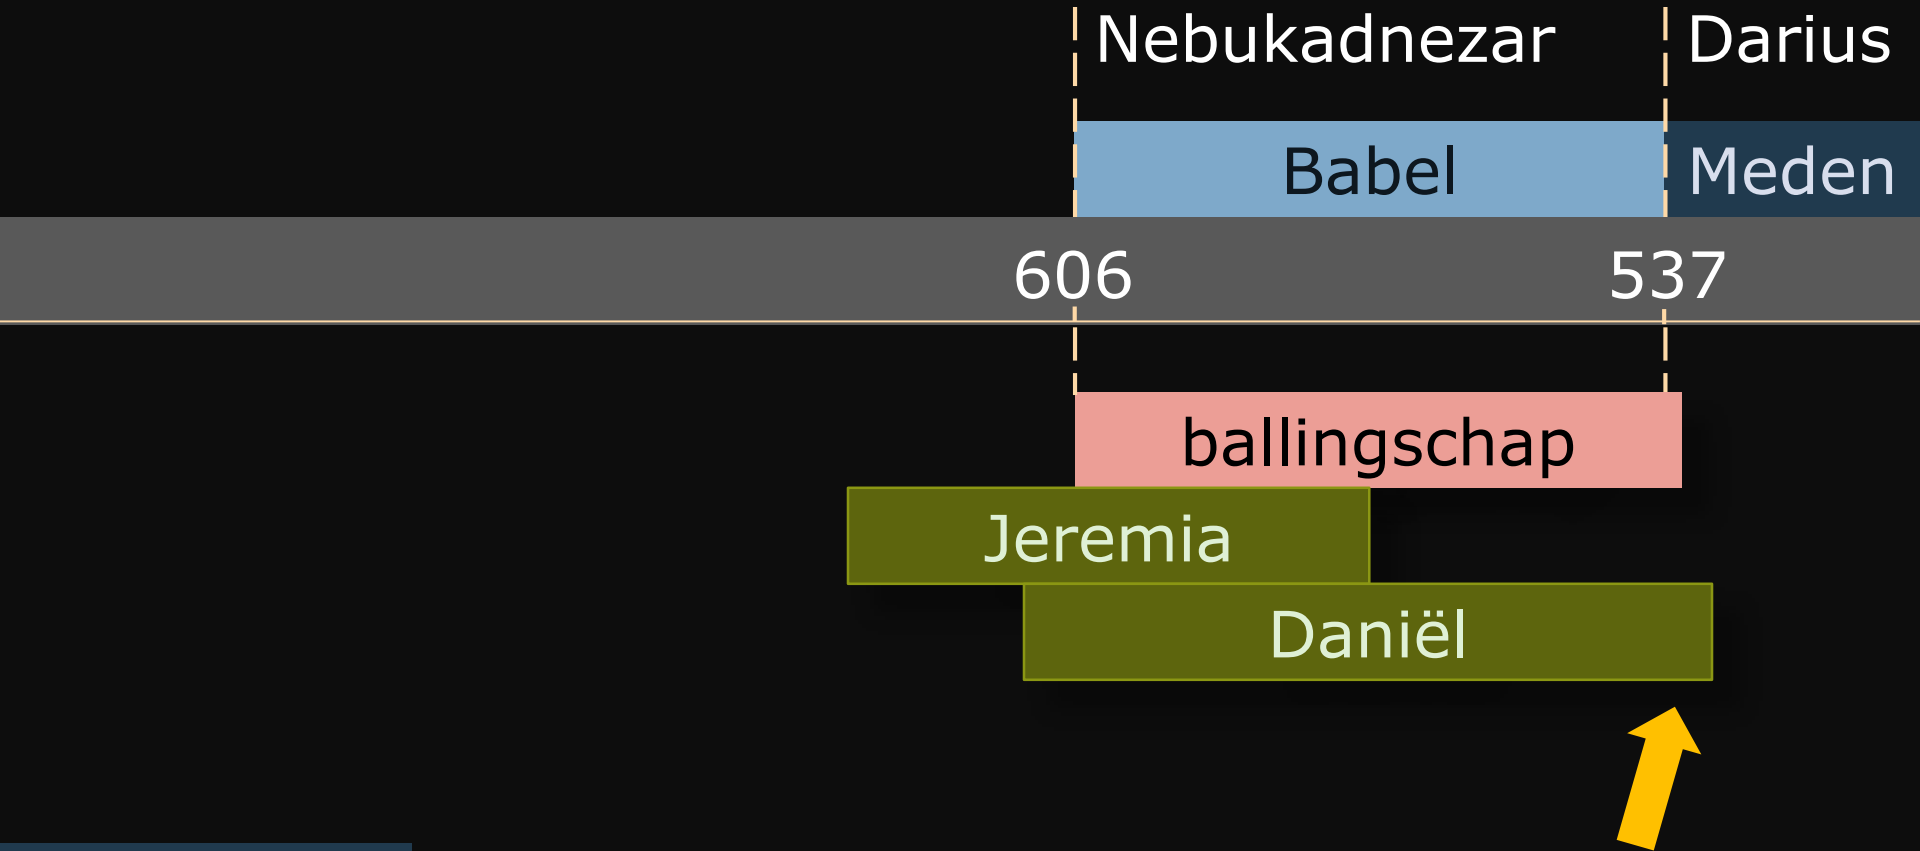 Nebukadnezar
Darius
Babel
Meden
606
537
ballingschap
Jeremia
Daniël